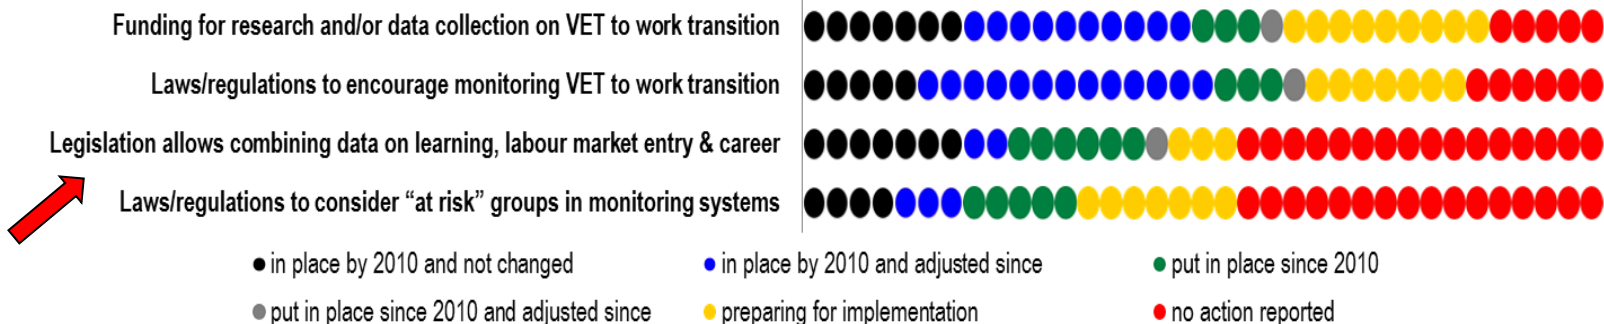 Funding for research and/or data collection on VET to work transition
Laws/regulations to encourage monitoring VET to work transition
Legislation allows combining data on learning, labour market entry & career
Laws/regulations to consider “at risk” groups in monitoring systems
in place by 2010 and not changed
in place by 2010 and adjusted since
put in place since 2010
put in place since 2010 and adjusted since
preparing for implementation
no action reported